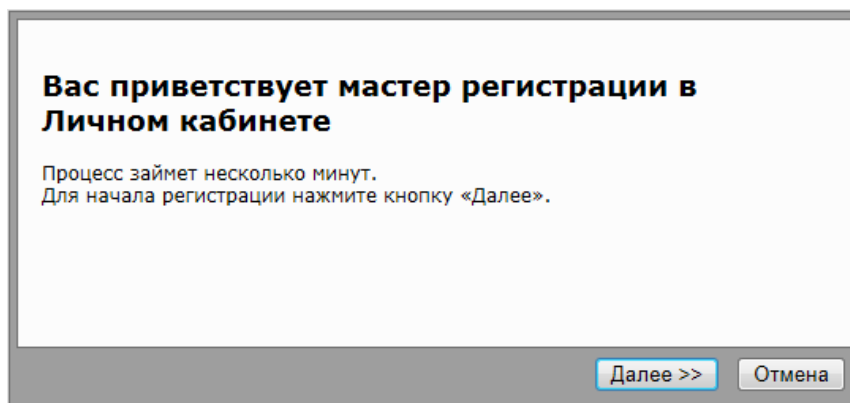 Вас приветствует мастер регистрации в
Личном кабинете
Процесс займет несколько минут.
Для начала регистрации нажмите кнопку «Далее».
Далее >> Отмена